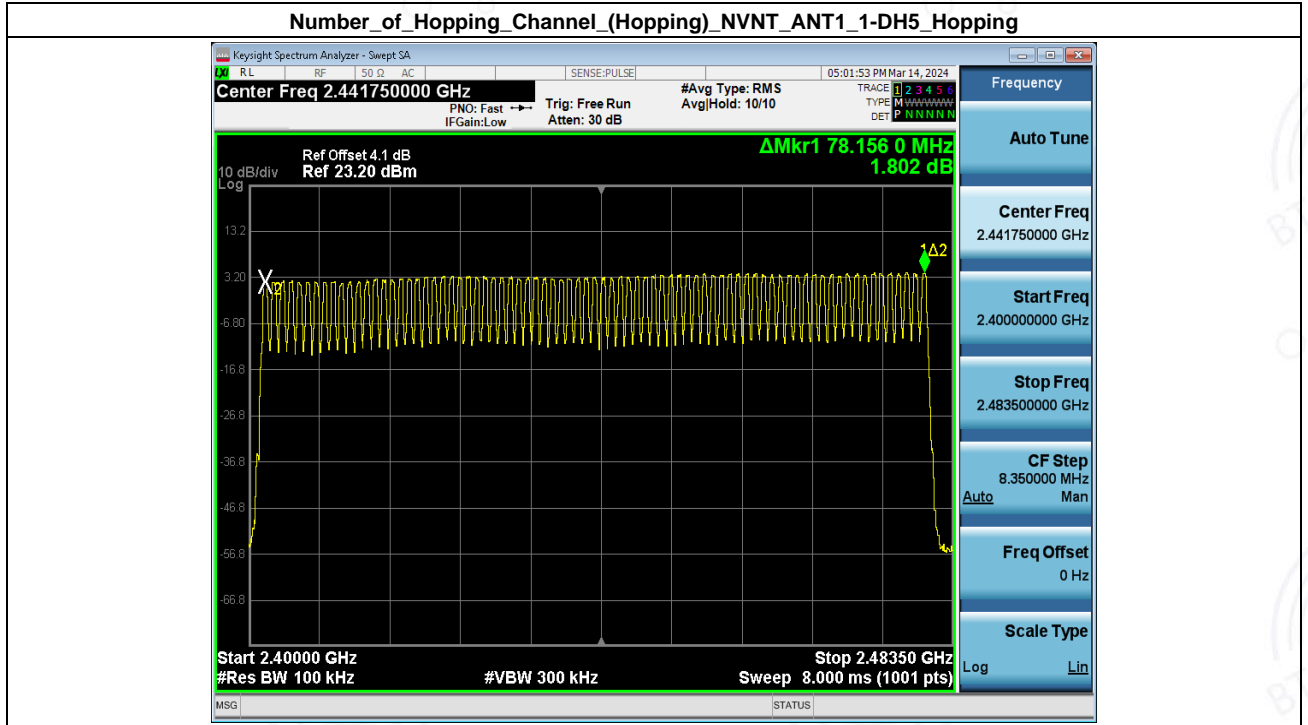 Number_of_Hopping_Channel_(Hopping)_NVNT_ANT1_1-DH5_Hopping
Keysight Spectrum Analyzer - Swept SA
LXI RL RF 50 Ω AC SENSE:PULSE 05:01:53 PM Mar 14, 2024
Center Freq 2.441750000 GHz
PNO: Fast
IFGain:Low
Trig: Free Run
Atten: 30 dB
#Avg Type: RMS
Avg|Hold: 10/10
TRACE 1 2 3 4 5 6
TYPE M WWWWW
DET P N N N N N
Frequency
Auto Tune
Center Freq
2.441750000 GHz
Start Freq
2.400000000 GHz
Stop Freq
2.483500000 GHz
CF Step
8.350000 MHz
Auto Man
Freq Offset
0 Hz
Scale Type
Log Lin
ΔMkr1 78.156 0 MHz
1.802 dB
Ref Offset 4.1 dB
10 dB/div Ref 23.20 dBm
Log
13.2
3.20
-6.80
-16.8
-26.8
-36.8
-46.8
-56.8
-66.8
2
1Δ2
Start 2.40000 GHz Stop 2.48350 GHz
#Res BW 100 kHz #VBW 300 kHz Sweep 8.000 ms (1001 pts)
MSG STATUS